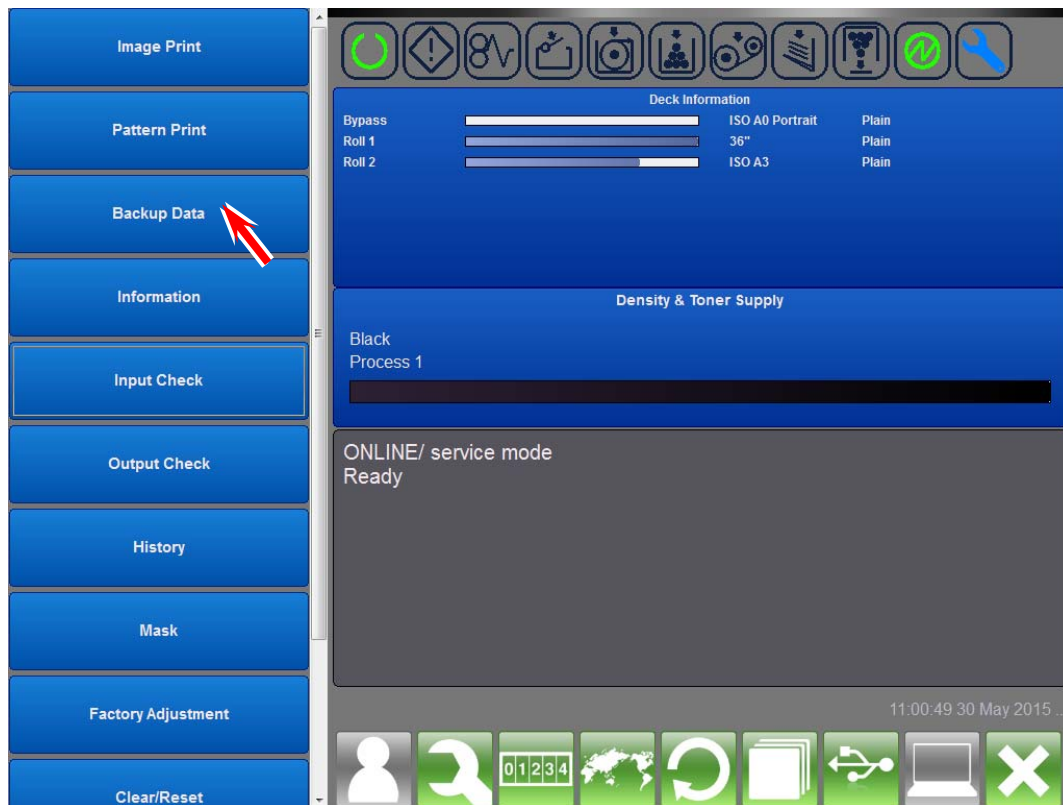 Image Print
Pattern Print
Backup Data
Information
Input Check
Output Check
History
Mask
Factory Adjustment
Clear/Reset
Deck Information
Bypass ISO A0 Portrait Plain
Roll 1 36" Plain
Roll 2 ISO A3 Plain
Density & Toner Supply
Black
Process 1
ONLINE/ service mode
Ready
11:00:49 30 May 2015 ..
01234